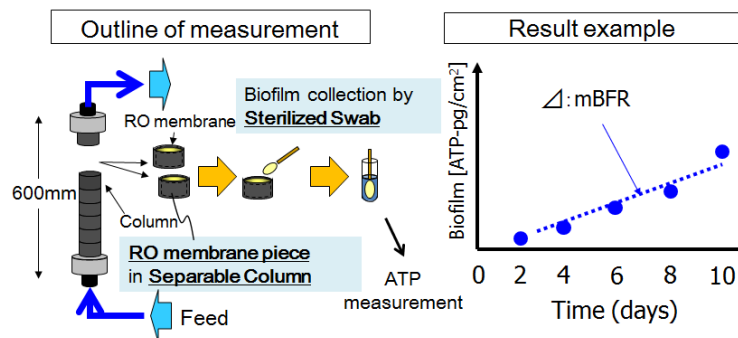 Outline of measurement
Result example
Biofilm collection by
Sterilized Swab
RO membrane
600mm
Column
RO membrane piece
in Separable Column
ATP
measurement
Feed
Biofilm [ATP-pg/cm²]
⊿: mBFR
0 2 4 6 8 10
Time (days)